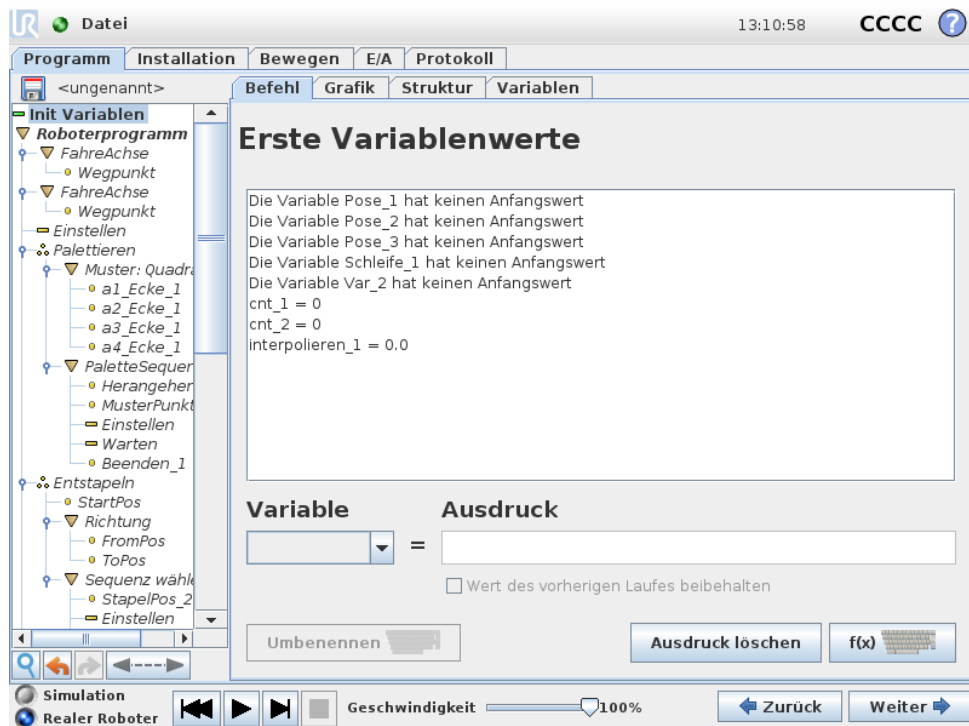 UR Datei 13:10:58 CCCC ?
Programm Installation Bewegen E/A Protokoll
<ungenannt> Befehl Grafik Struktur Variablen
Init Variablen
Roboterprogramm
FahreAchse
Wegpunkt
FahreAchse
Wegpunkt
Einstellen
Palettieren
Muster: Quadra
a1_Ecke_1
a2_Ecke_1
a3_Ecke_1
a4_Ecke_1
PaletteSequen
Herangehen
MusterPunkt
Einstellen
Warten
Beenden_1
Entstapeln
StartPos
Richtung
FromPos
ToPos
Sequenz wähle
StapelPos_2
Einstellen
Erste Variablenwerte
Die Variable Pose_1 hat keinen Anfangswert
Die Variable Pose_2 hat keinen Anfangswert
Die Variable Pose_3 hat keinen Anfangswert
Die Variable Schleife_1 hat keinen Anfangswert
Die Variable Var_2 hat keinen Anfangswert
cnt_1 = 0
cnt_2 = 0
interpolieren_1 = 0.0
Variable Ausdruck
=
Wert des vorherigen Laufes beibehalten
Umbenennen Ausdruck löschen f(x)
Simulation
Realer Roboter
Geschwindigkeit 100% Zurück Weiter